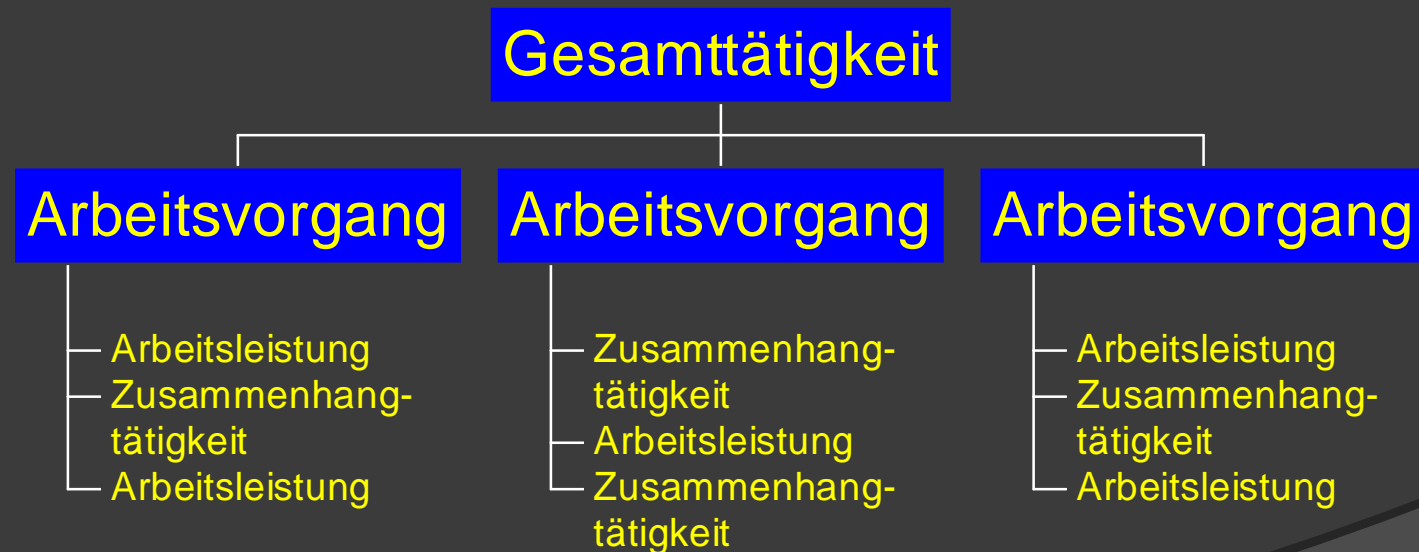 Gesamttätigkeit
Arbeitsvorgang
Arbeitsleistung
Zusammenhang-
tätigkeit
Arbeitsleistung
Arbeitsvorgang
Zusammenhang-
tätigkeit
Arbeitsleistung
Zusammenhang-
tätigkeit
Arbeitsvorgang
Arbeitsleistung
Zusammenhang-
tätigkeit
Arbeitsleistung